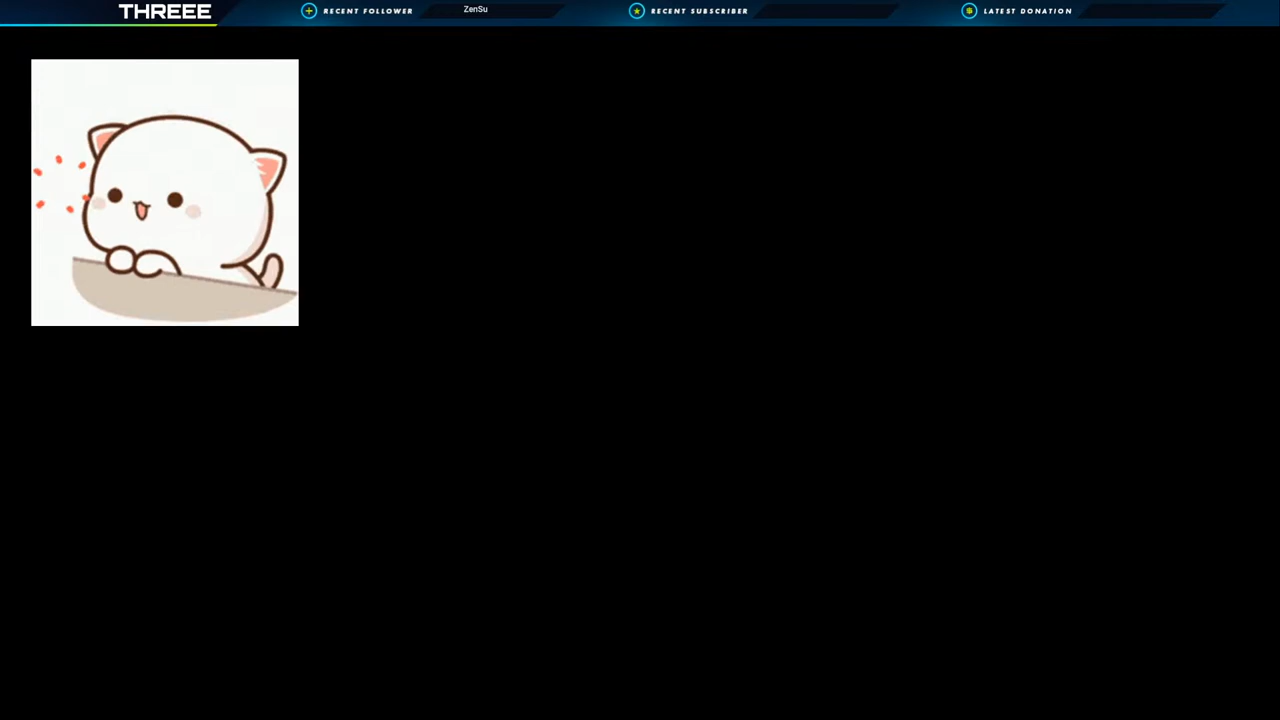 THREEE
RECENT FOLLOWER
ZenSu
RECENT SUBSCRIBER
LATEST DONATION